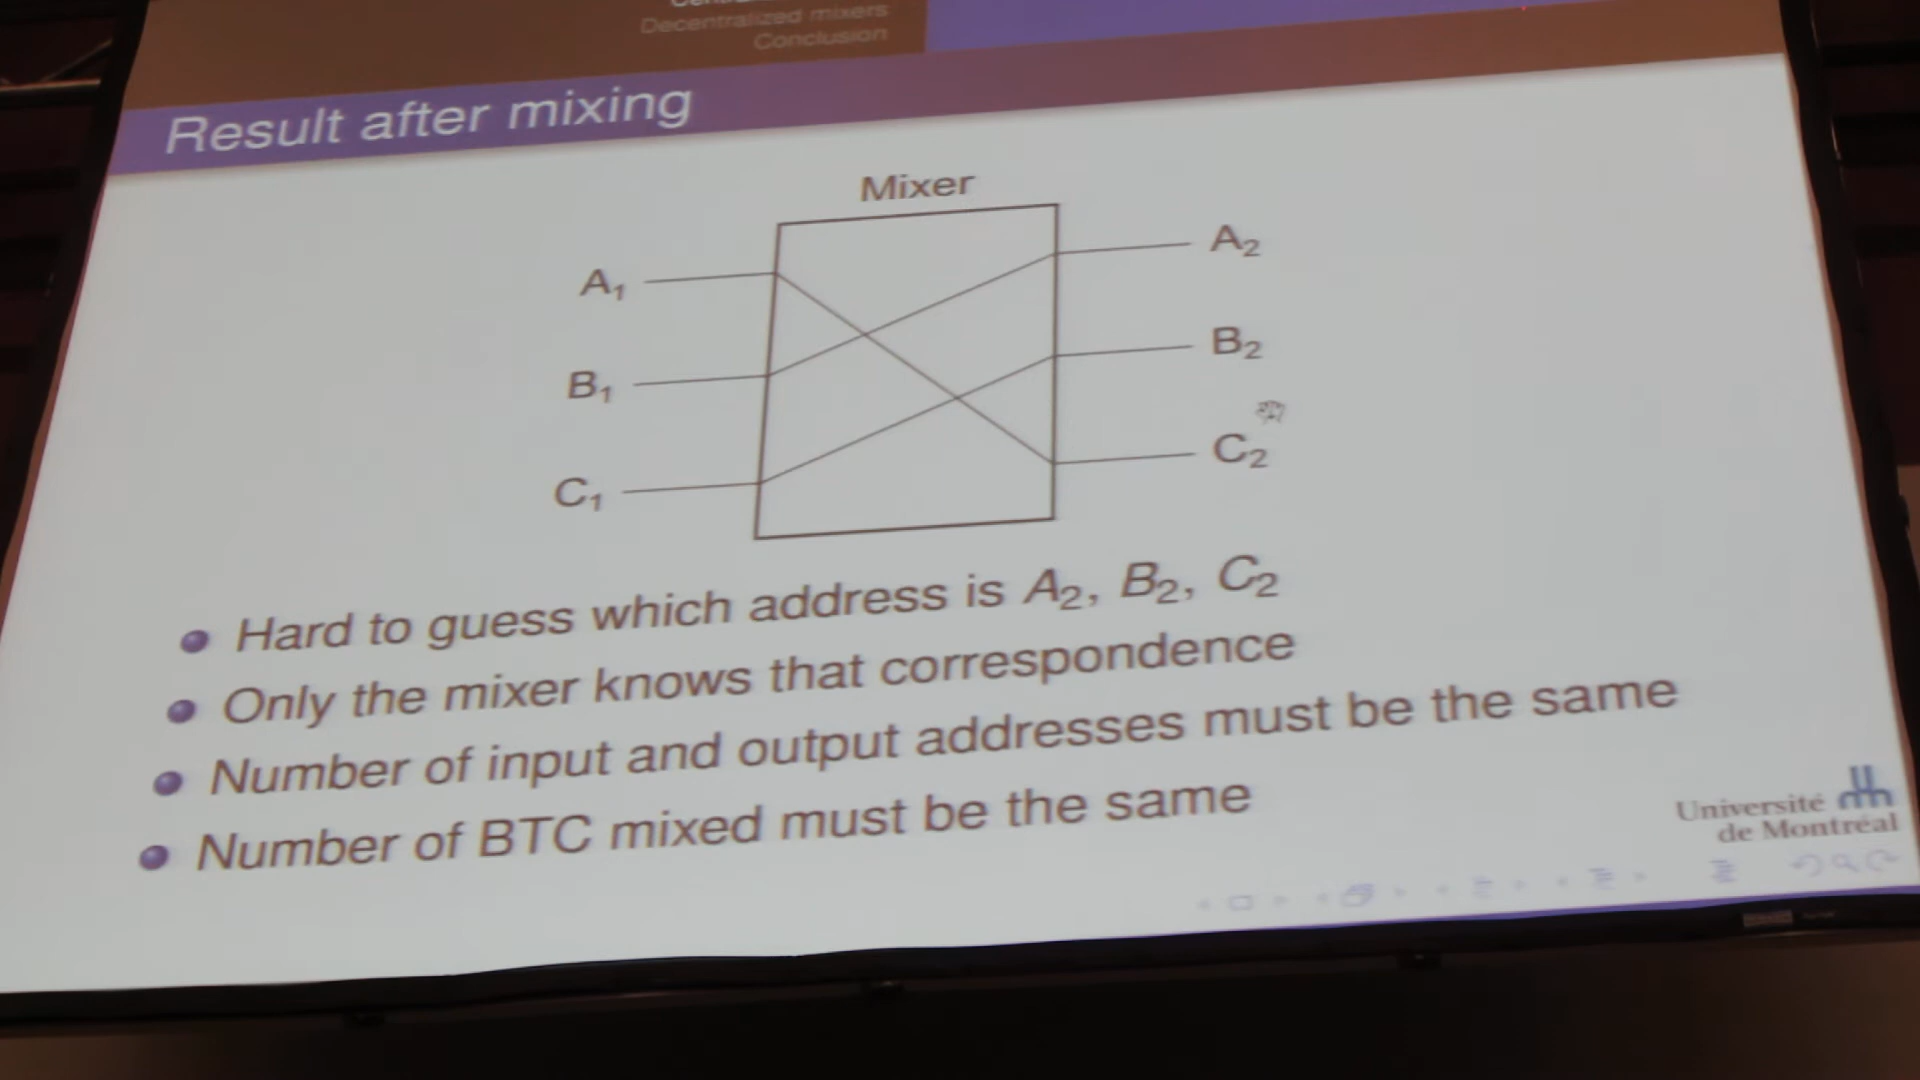 Decentralized mixers
Conclusion
Result after mixing
Mixer
A1
A2
B1
B2
C1
C2
Hard to guess which address is A2, B2, C2
Only the mixer knows that correspondence
Number of input and output addresses must be the same
Number of BTC mixed must be the same
Université
de Montréal